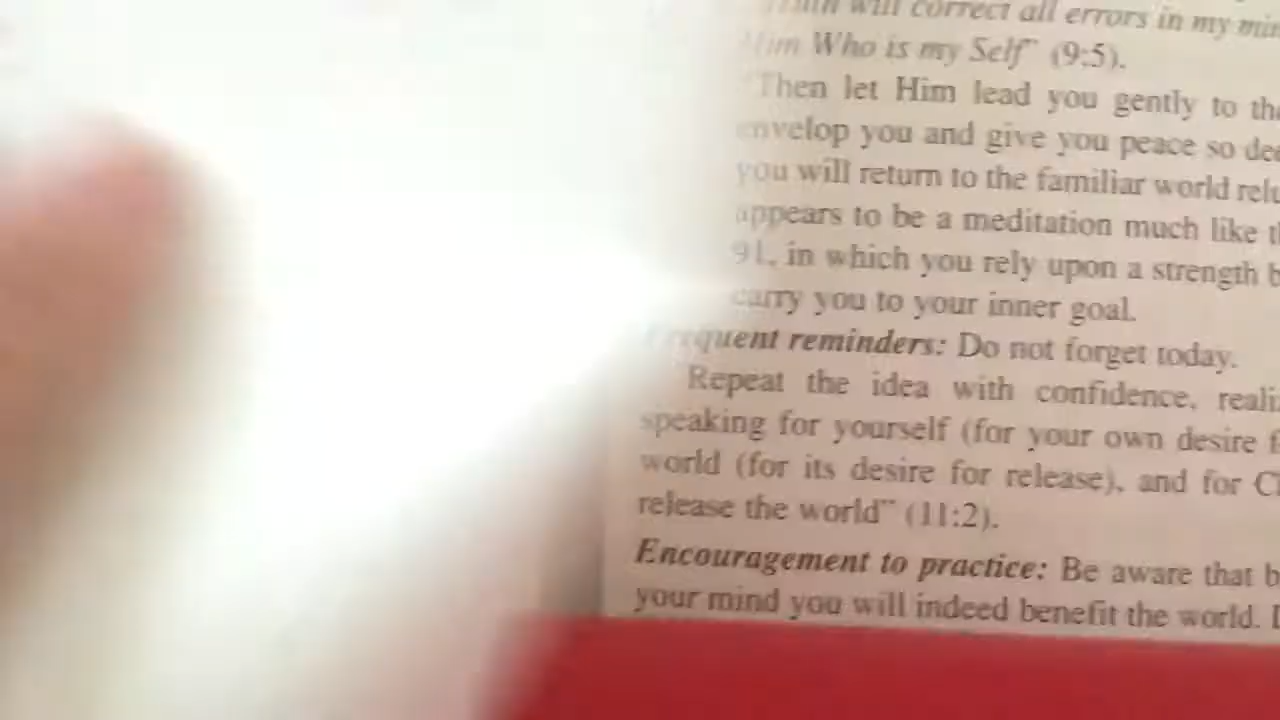 will correct all errors in my
Him Who is my Self" (9:5).
"Then let Him lead you gently to
envelop you and give you peace so
you will return to the familiar world
appears to be a meditation much like
91, in which you rely upon a strength
carry you to your inner goal.
Frequent reminders: Do not forget today.
Repeat the idea with confidence,
speaking for yourself (for your own desire
world (for its desire for release), and for
release the world" (11:2).
Encouragement to practice: Be aware that
your mind you will indeed benefit the world.